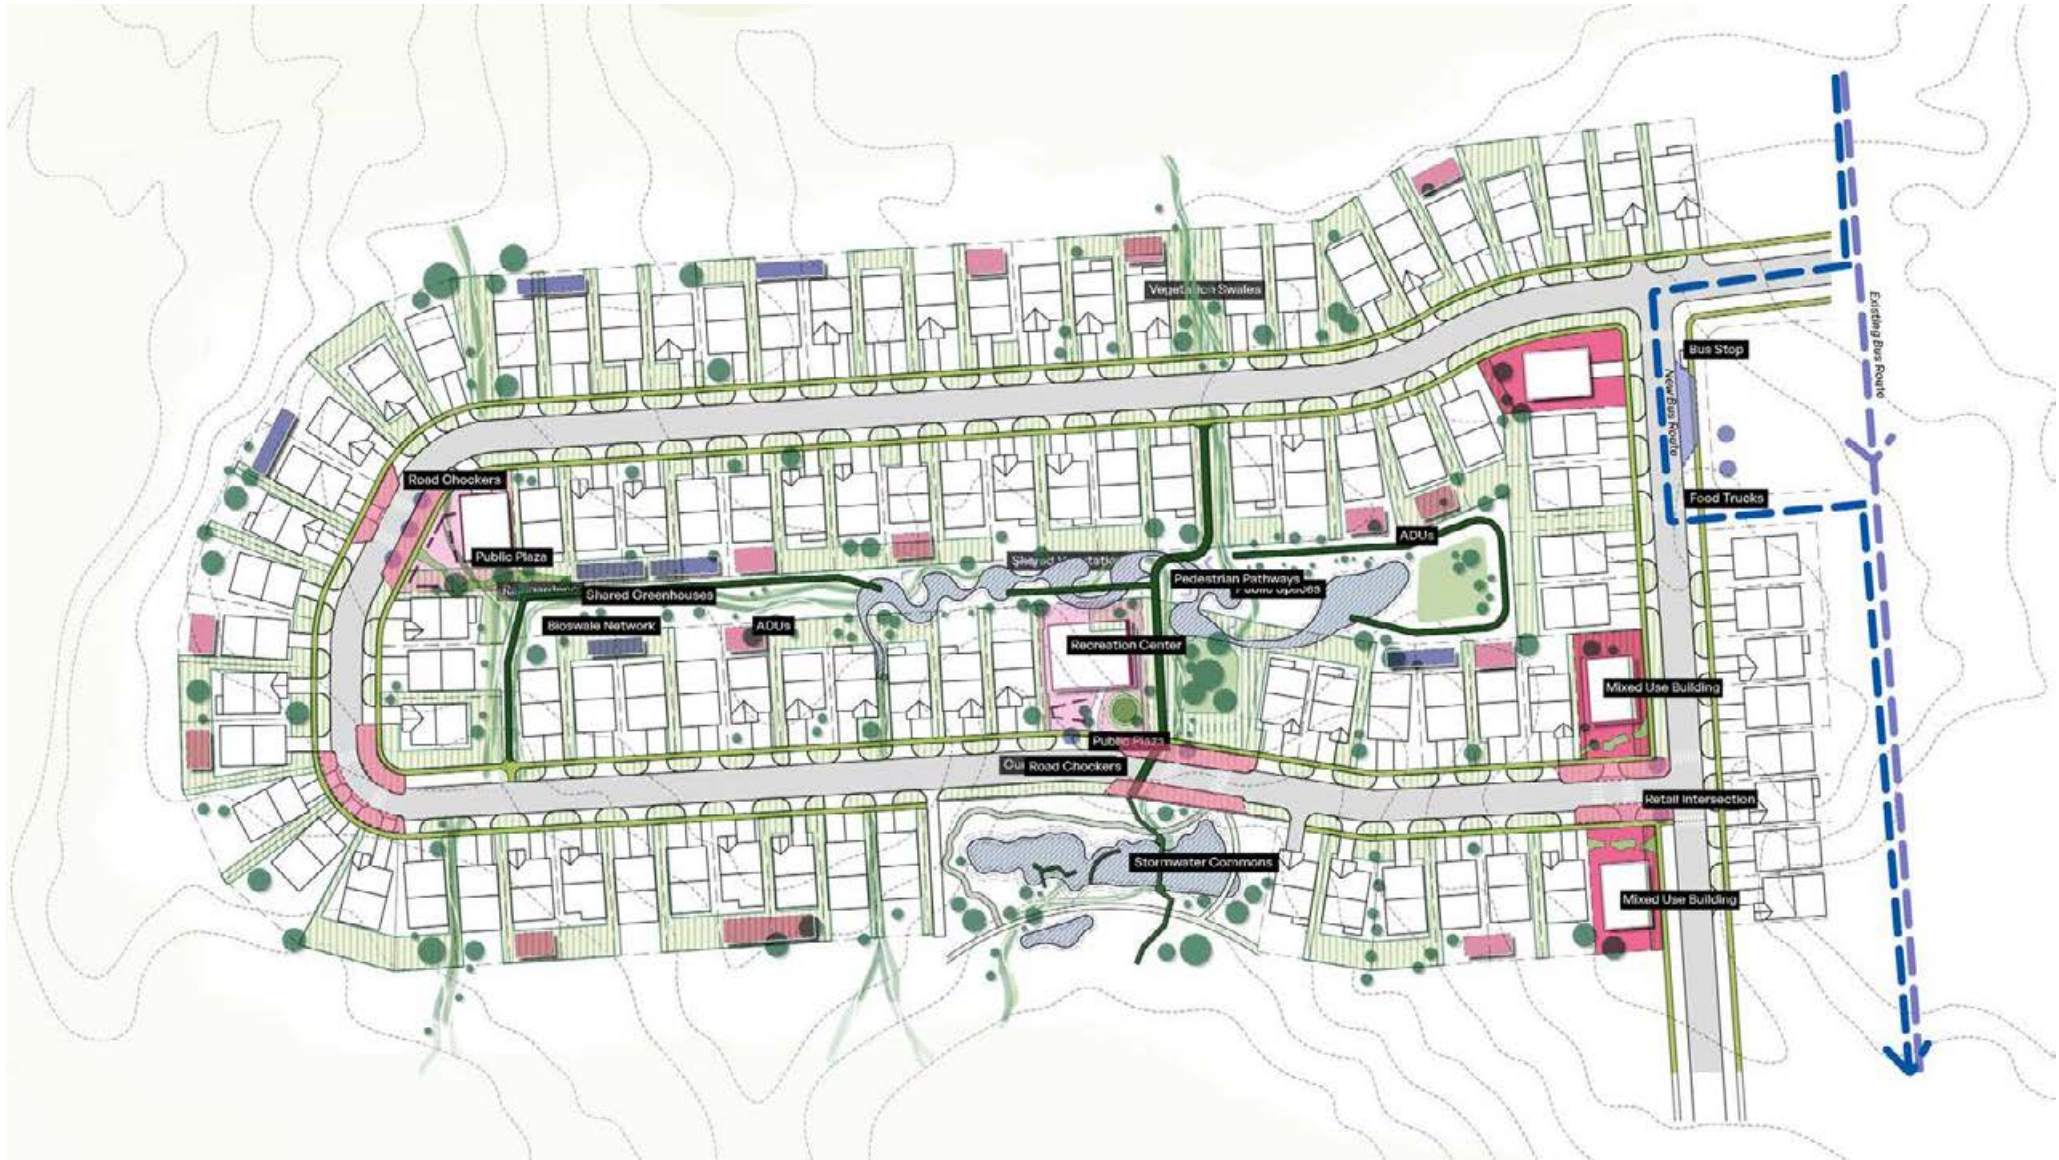 Vegetation Swales
Existing Bus Route
Bus Stop
New Bus Route
Road Chockers
Food Trucks
ADUs
Public Plaza
Pedestrian Pathways
Public Spaces
Shared Greenhouses
Bioswale Network
ADUs
Recreation Center
Mixed Use Building
Public Plaza
Road Chockers
Retail Intersection
Stormwater Commons
Mixed Use Building